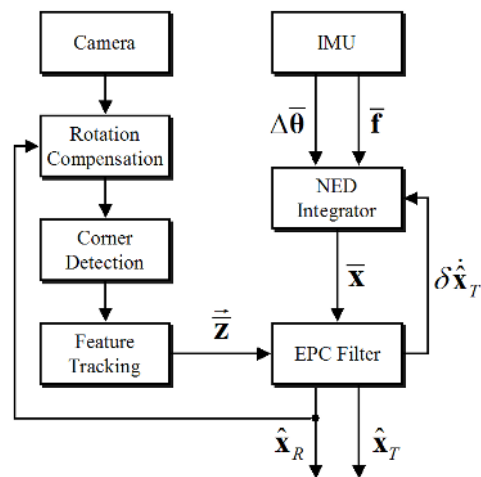 Camera
IMU
Δθ̄
f̄
Rotation
Compensation
NED
Integrator
Corner
Detection
x̄
δẋ̂_T
Feature
Tracking
z̄⃗
EPC Filter
x̂_R
x̂_T